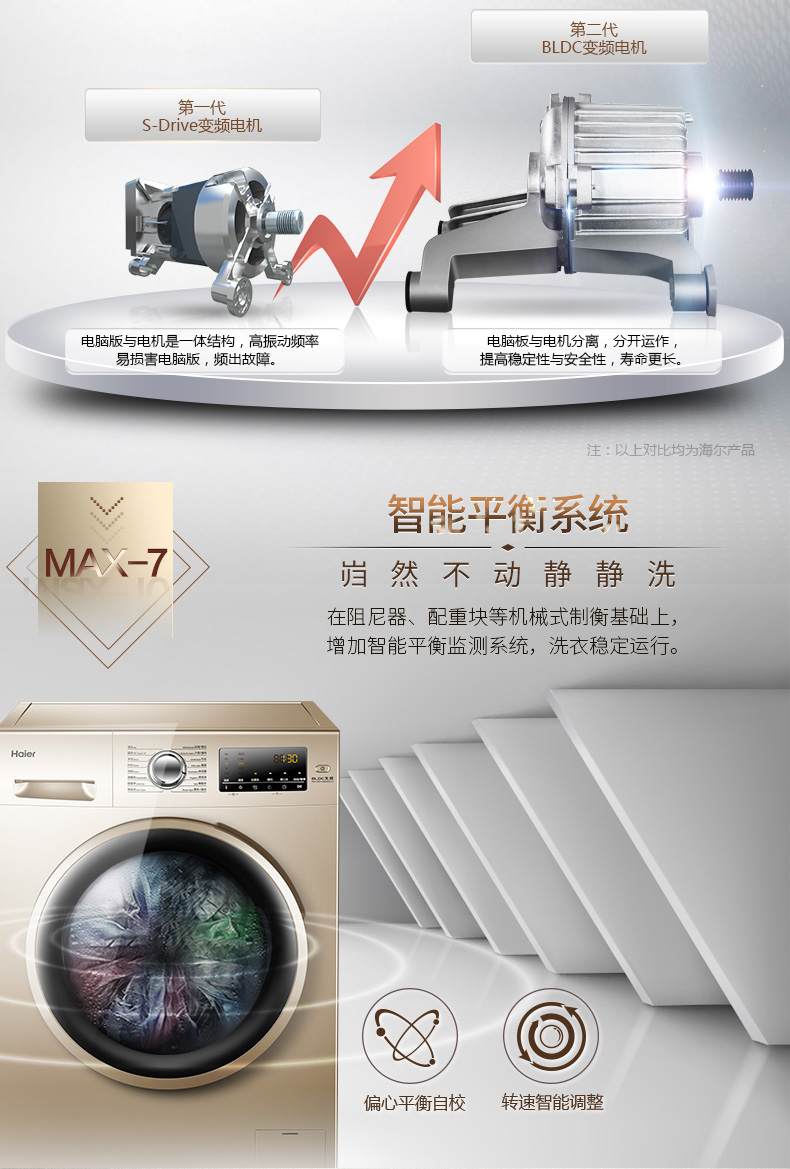 第二代
BLDC变频电机
第一代
S-Drive变频电机
电脑版与电机是一体结构，高振动频率
易损害电脑版，频出故障。
电脑板与电机分离，分开运作，
提高稳定性与安全性，寿命更长。
注：以上对比均为海尔产品
MAX-7
智能平衡系统
岿然不动静静洗
在阻尼器、配重块等机械式制衡基础上，
增加智能平衡监测系统，洗衣稳定运行。
Haier
BLDC变频
偏心平衡自校
转速智能调整